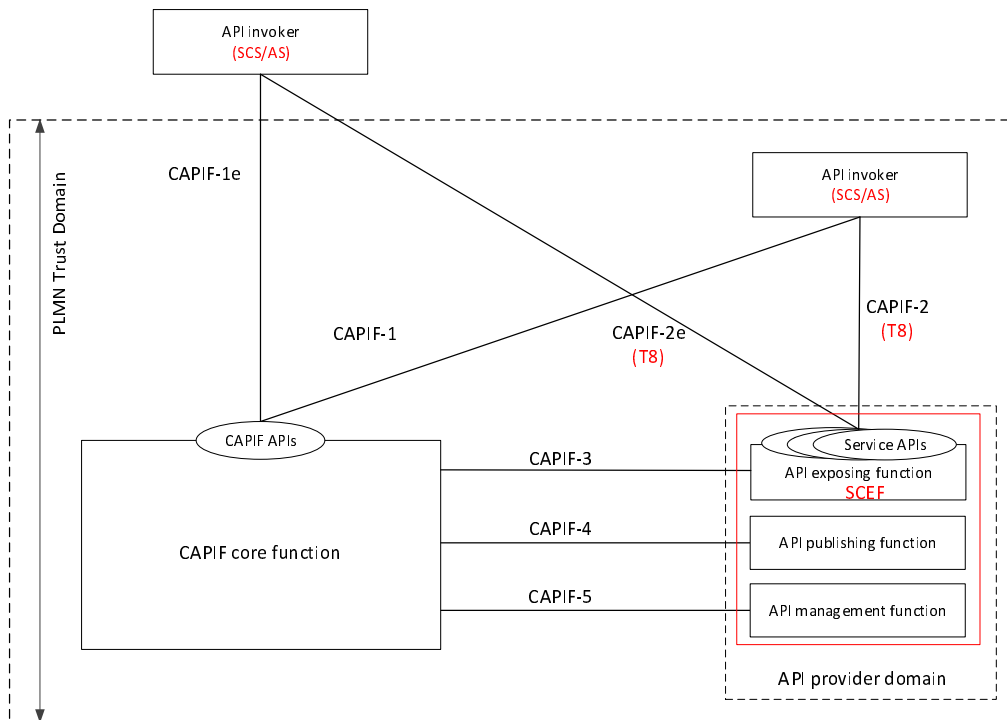 API invoker
(SCS/AS)
CAPIF-1e
API invoker
(SCS/AS)
PLMN Trust Domain
CAPIF-1
CAPIF-2e
(T8)
CAPIF-2
(T8)
CAPIF APIs
Service APIs
API exposing function
SCEF
CAPIF-3
CAPIF core function
CAPIF-4
API publishing function
CAPIF-5
API management function
API provider domain